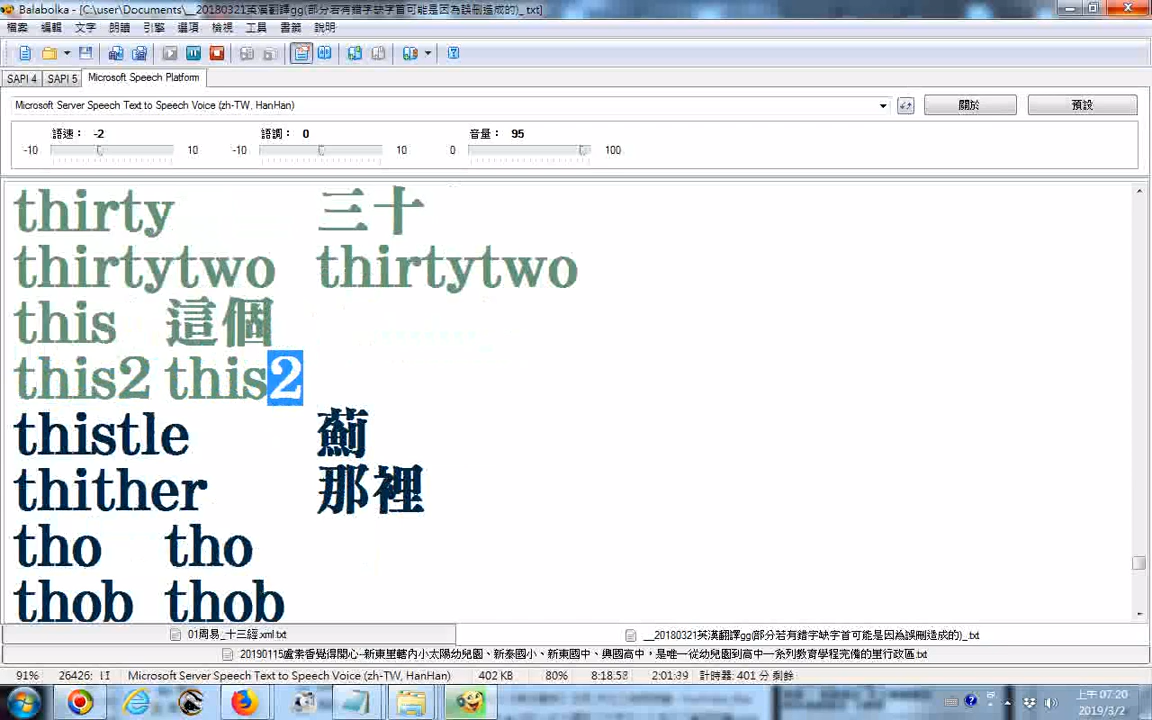 Balabolka - [C:\user\Documents\__20180321英漢翻譯gg(部分若有錯字缺字首可能是因為誤刪造成的)_.txt]
檔案 編輯 文字 朗讀 引擎 選項 檢視 工具 書籤 說明
SAPI 4 SAPI 5 Microsoft Speech Platform
Microsoft Server Speech Text to Speech Voice (zh-TW, HanHan) 關於 預設
語速： -2 語調： 0 音量： 95
-10 10 -10 10 0 100
thirty 三十
thirtytwo thirtytwo
this 這個
this2 this2
thistle 薊
thither 那裡
tho tho
thob thob
01周易_十三經.xml.txt __20180321英漢翻譯gg(部分若有錯字缺字首可能是因為誤刪造成的)_.txt
20190115盧素香覺得開心--新東里轄內小太陽幼兒園、新泰國小、新東國中、興國高中，是唯一從幼兒園到高中一系列教育學程完備的里行政區.txt
91% 26426: 11 Microsoft Server Speech Text to Speech Voice (zh-TW, HanHan) 402 KB 80% 8:18:58 2:01:39 計時器: 401 分 剩餘
上午 07:20
2019/3/2